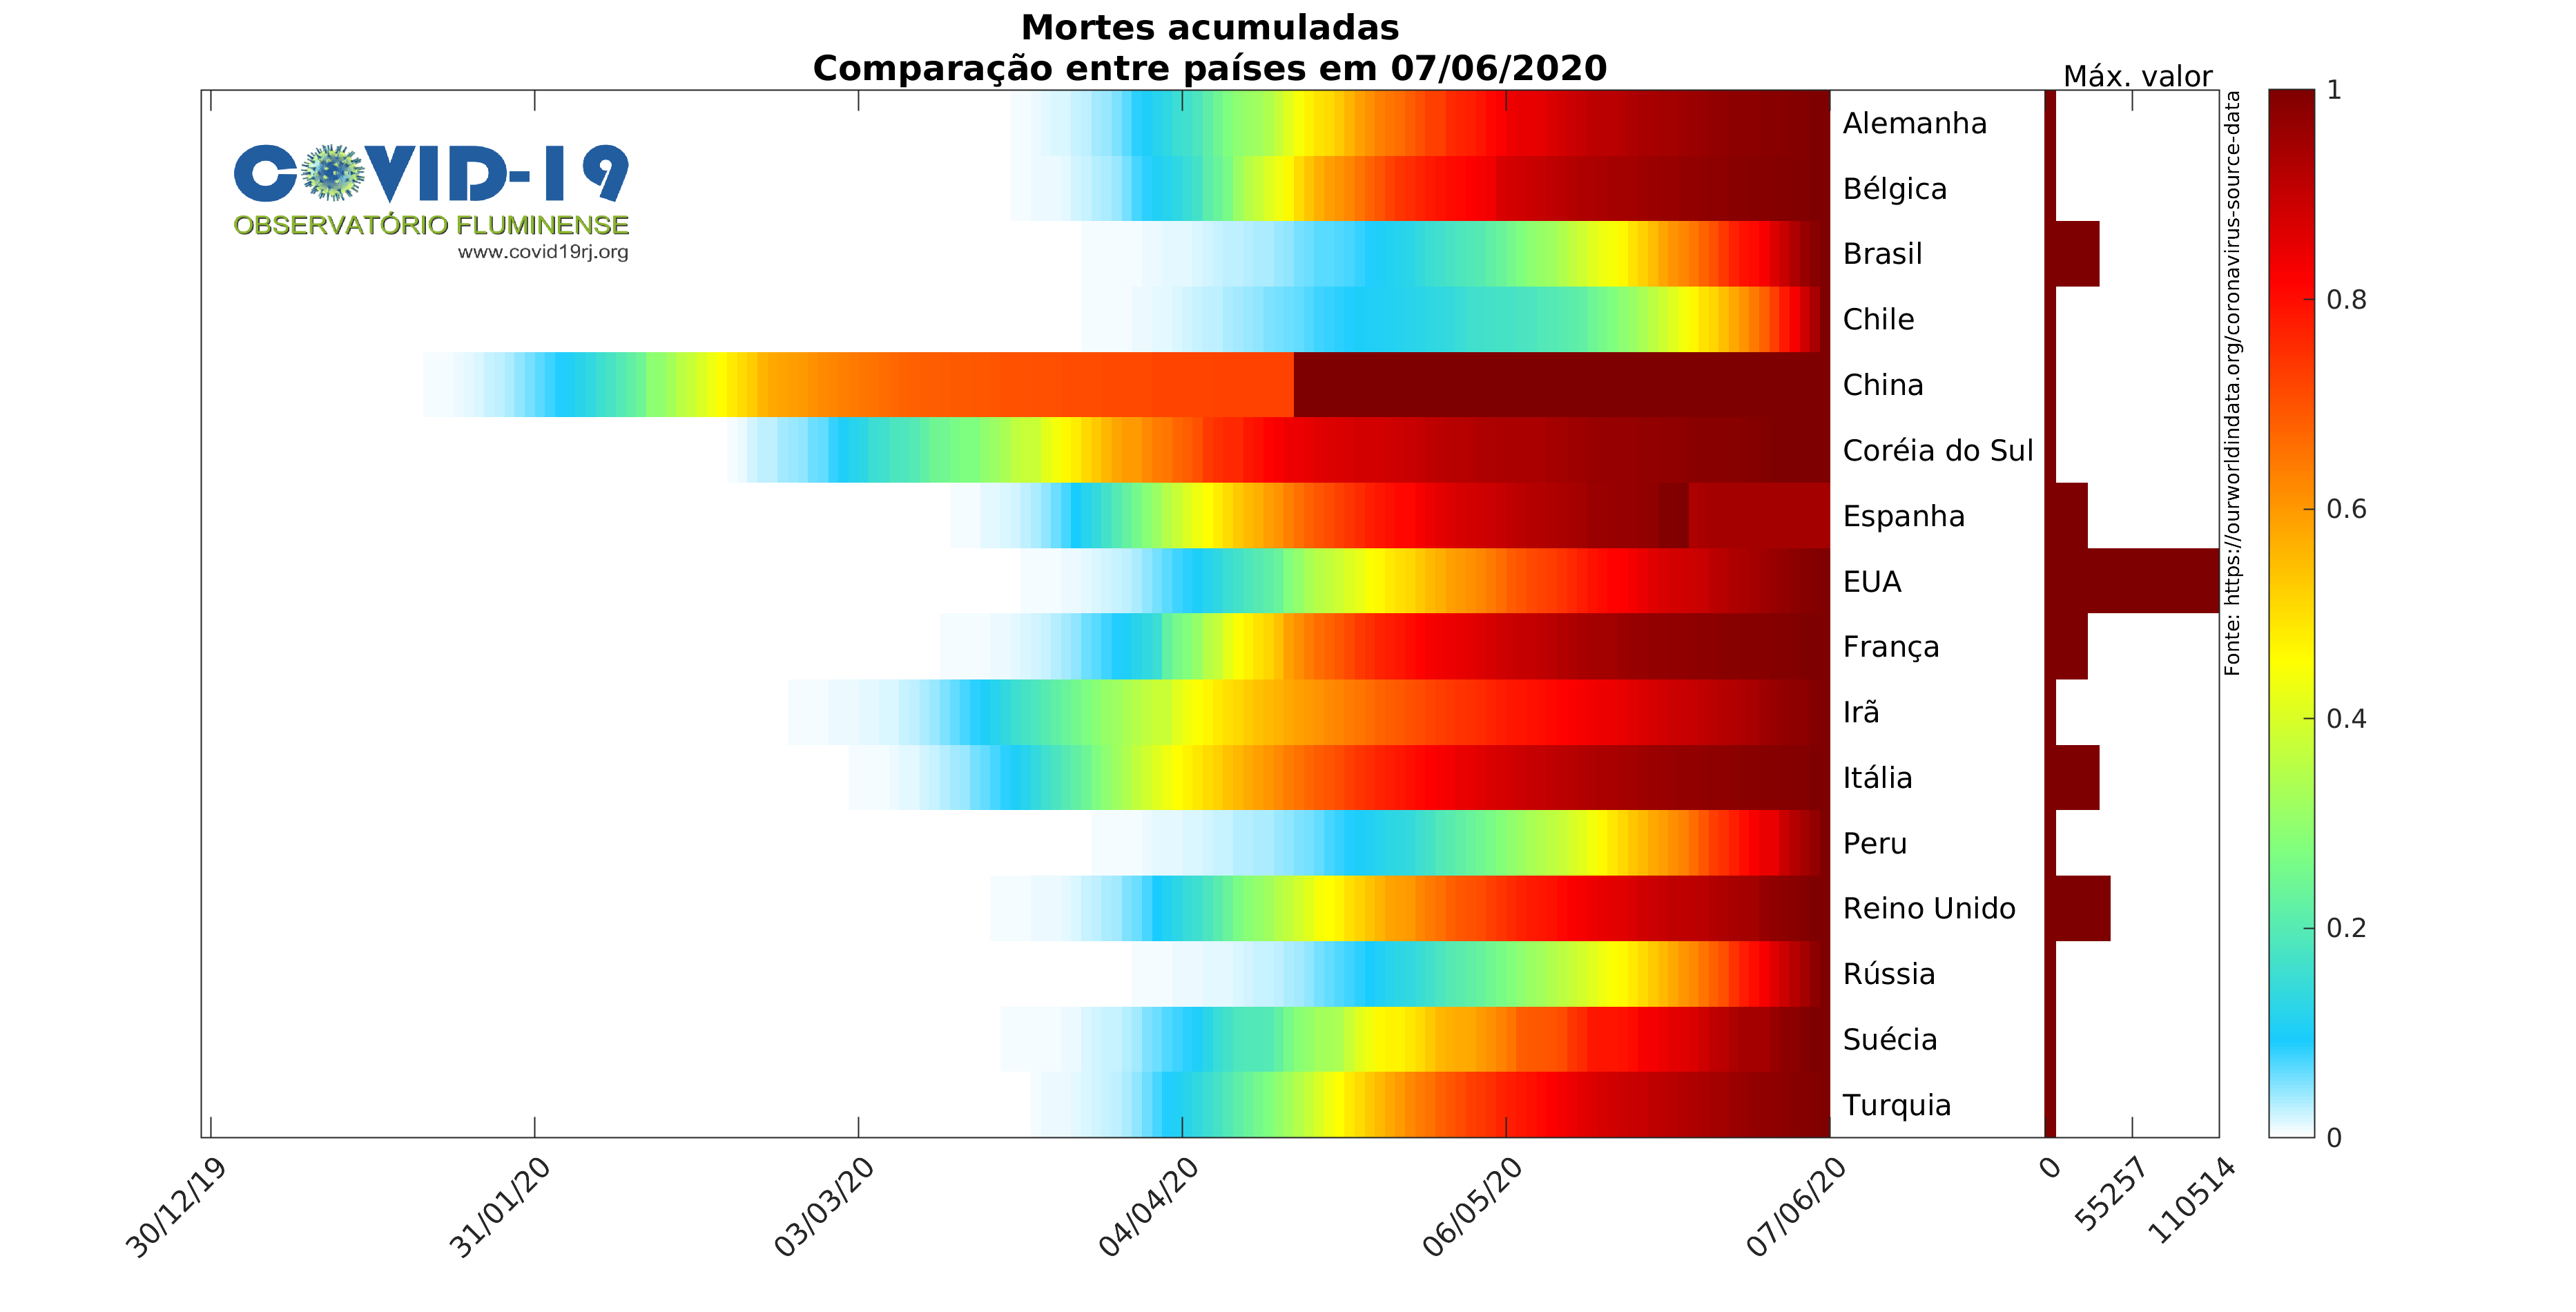 Mortes acumuladas
Comparação entre países em 07/06/2020
Máx. valor
COVID-19
OBSERVATÓRIO FLUMINENSE
www.covid19rj.org
Alemanha
Bélgica
Brasil
Chile
China
Coréia do Sul
Espanha
EUA
França
Irã
Itália
Peru
Reino Unido
Rússia
Suécia
Turquia
Fonte: https://ourworldindata.org/coronavirus-source-data
1
0.8
0.6
0.4
0.2
0
30/12/19
31/01/20
03/03/20
04/04/20
06/05/20
07/06/20
0
55257
110514